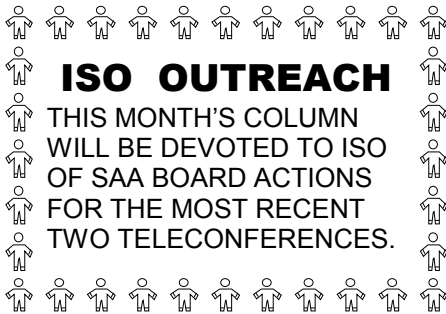 ISO OUTREACH
THIS MONTH'S COLUMN
WILL BE DEVOTED TO ISO
OF SAA BOARD ACTIONS
FOR THE MOST RECENT
TWO TELECONFERENCES.